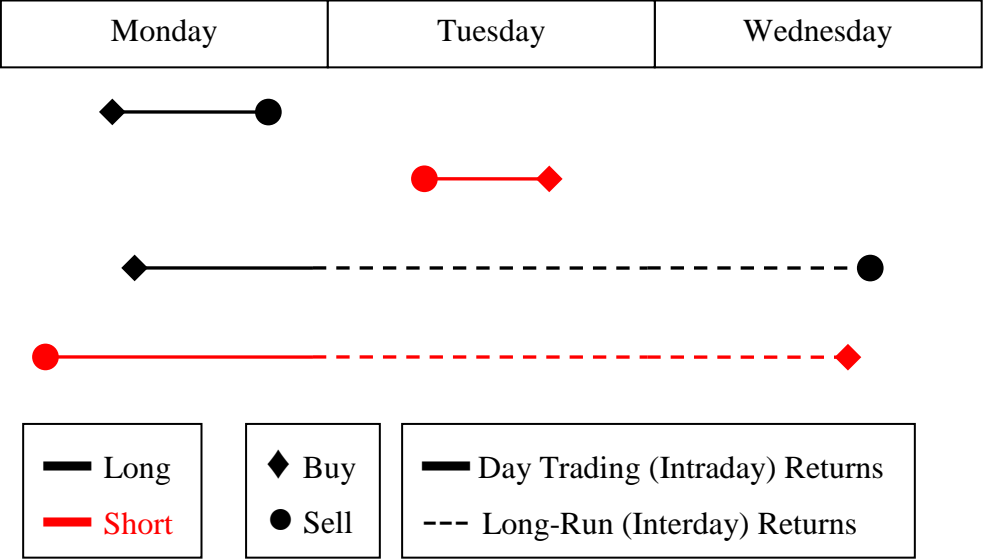 Monday
Tuesday
Wednesday
Long
Short
Buy
Sell
Day Trading (Intraday) Returns
Long-Run (Interday) Returns